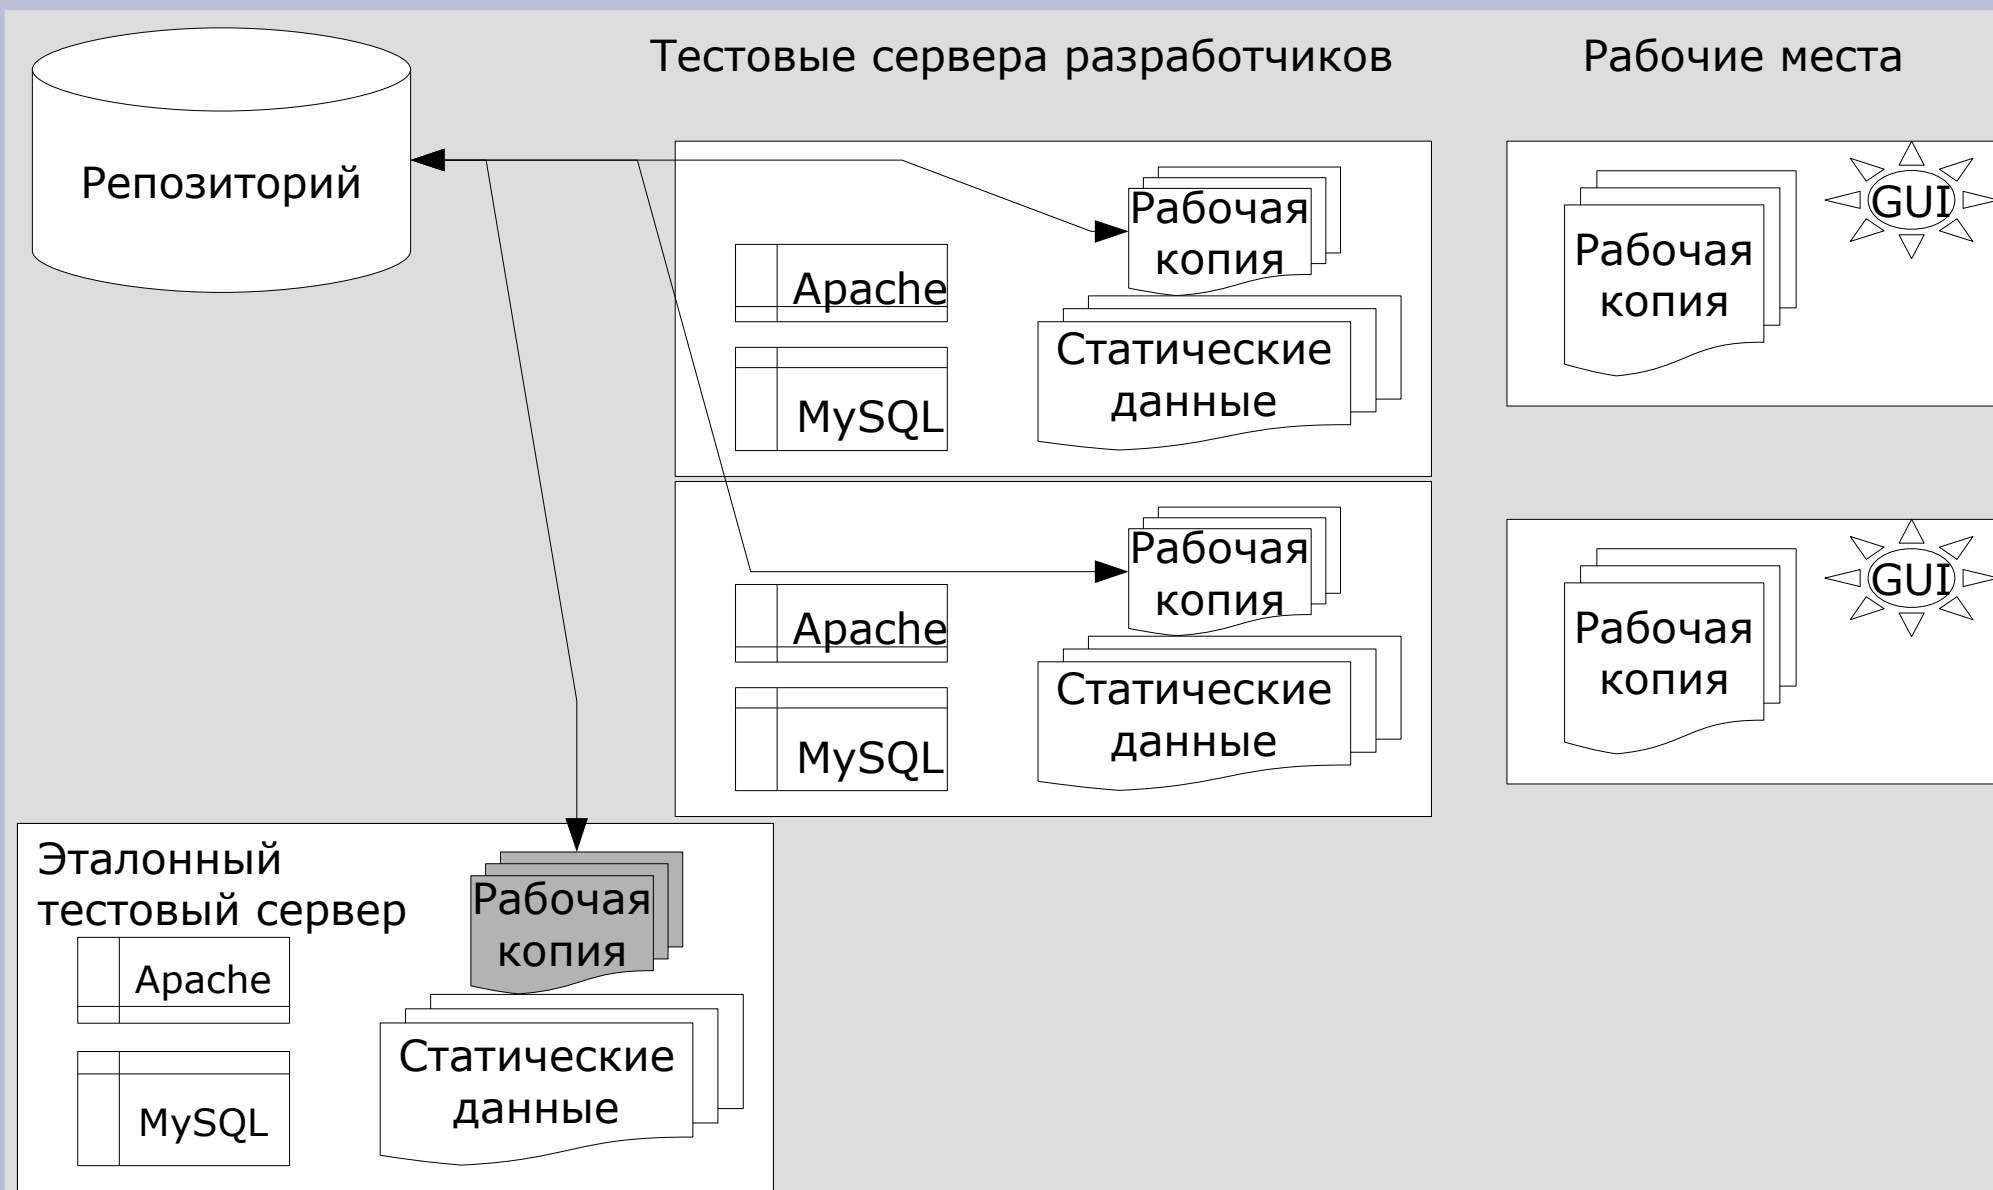 Тестовые сервера разработчиков
Рабочие места
Репозиторий
Рабочая
копия
Apache
Статические
данные
MySQL
Рабочая
копия
GUI
Рабочая
копия
Apache
Статические
данные
MySQL
Рабочая
копия
GUI
Эталонный
тестовый сервер
Рабочая
копия
Apache
Статические
данные
MySQL